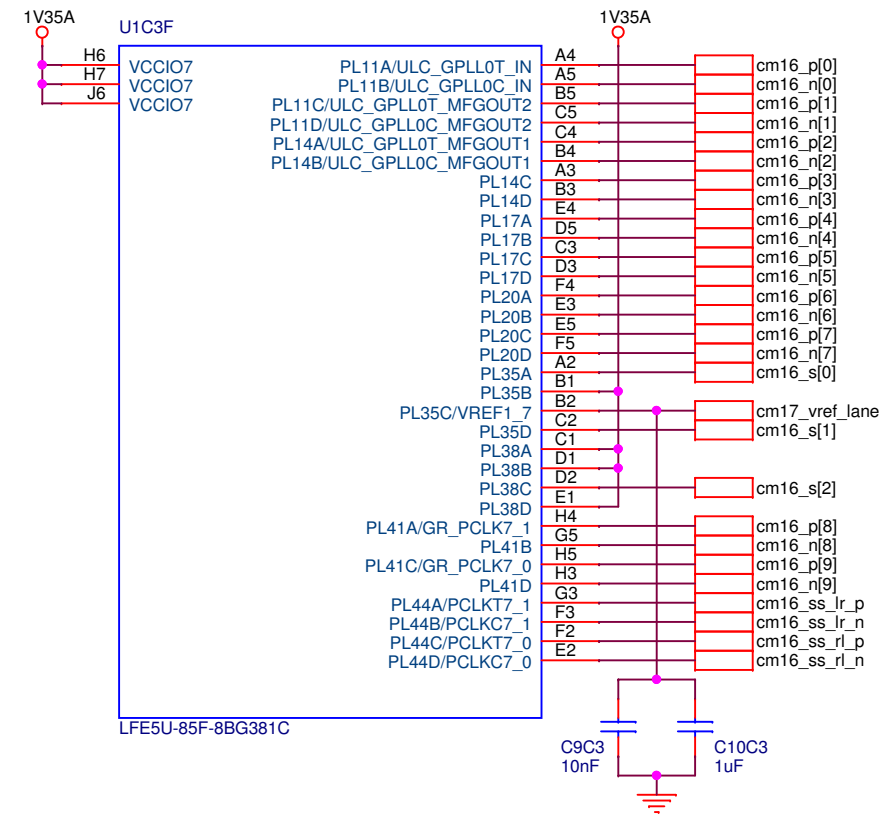 1V35A
1V35A
U1C3F
H6 VCCIO7
H7 VCCIO7
J6 VCCIO7
PL11A/ULC_GPLL0T_IN A4 cm16_p[0]
PL11B/ULC_GPLL0C_IN A5 cm16_n[0]
PL11C/ULC_GPLL0T_MFGOUT2 B5 cm16_p[1]
PL11D/ULC_GPLL0C_MFGOUT2 C5 cm16_n[1]
PL14A/ULC_GPLL0T_MFGOUT1 C4 cm16_p[2]
PL14B/ULC_GPLL0C_MFGOUT1 B4 cm16_n[2]
PL14C A3 cm16_p[3]
PL14D B3 cm16_n[3]
PL17A E4 cm16_p[4]
PL17B D5 cm16_n[4]
PL17C C3 cm16_p[5]
PL17D D3 cm16_n[5]
PL20A F4 cm16_p[6]
PL20B E3 cm16_n[6]
PL20C E5 cm16_p[7]
PL20D F5 cm16_n[7]
PL35A A2 cm16_s[0]
PL35B B1
PL35C/VREF1_7 B2 cm17_vref_lane
PL35D C2 cm16_s[1]
PL38A C1
PL38B D1
PL38C D2 cm16_s[2]
PL38D E1
PL41A/GR_PCLK7_1 H4 cm16_p[8]
PL41B G5 cm16_n[8]
PL41C/GR_PCLK7_0 H5 cm16_p[9]
PL41D H3 cm16_n[9]
PL44A/PCLKT7_1 G3 cm16_ss_lr_p
PL44B/PCLKC7_1 F3 cm16_ss_lr_n
PL44C/PCLKT7_0 F2 cm16_ss_rl_p
PL44D/PCLKC7_0 E2 cm16_ss_rl_n
LFE5U-85F-8BG381C
C9C3
10nF
C10C3
1uF